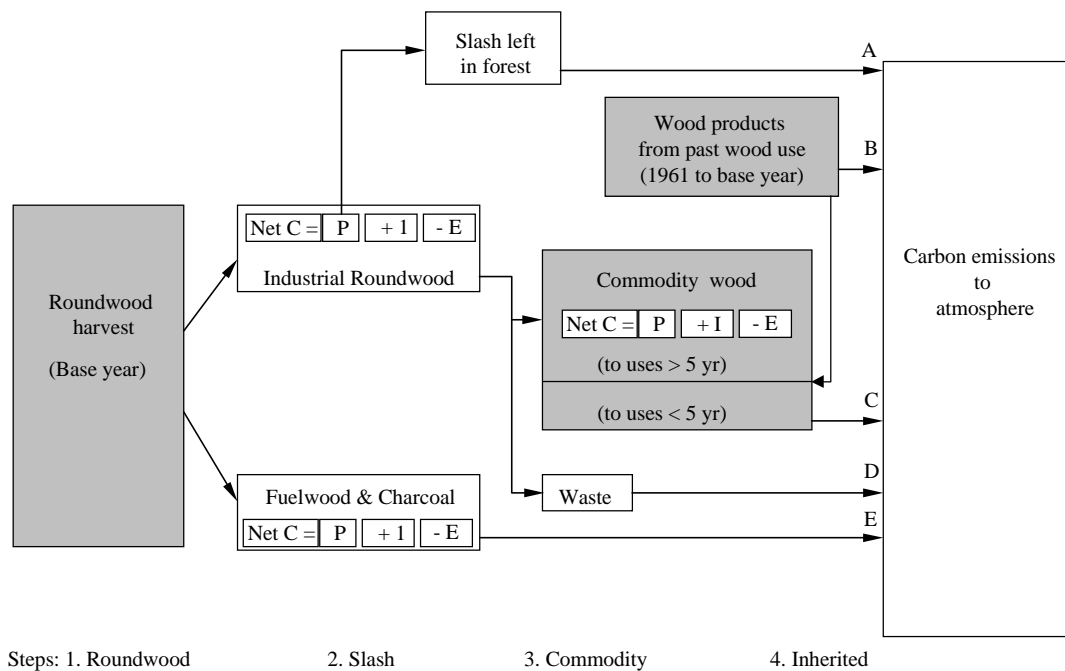 Slash left
in forest
A
Wood products
from past wood use
(1961 to base year)
B
Net C = P + 1 - E
Industrial Roundwood
Roundwood
harvest
(Base year)
Commodity wood
Net C = P + I - E
(to uses > 5 yr)
(to uses < 5 yr)
C
Carbon emissions
to
atmosphere
Waste
D
Fuelwood & Charcoal
Net C = P + 1 - E
E
Steps: 1. Roundwood 2. Slash 3. Commodity 4. Inherited